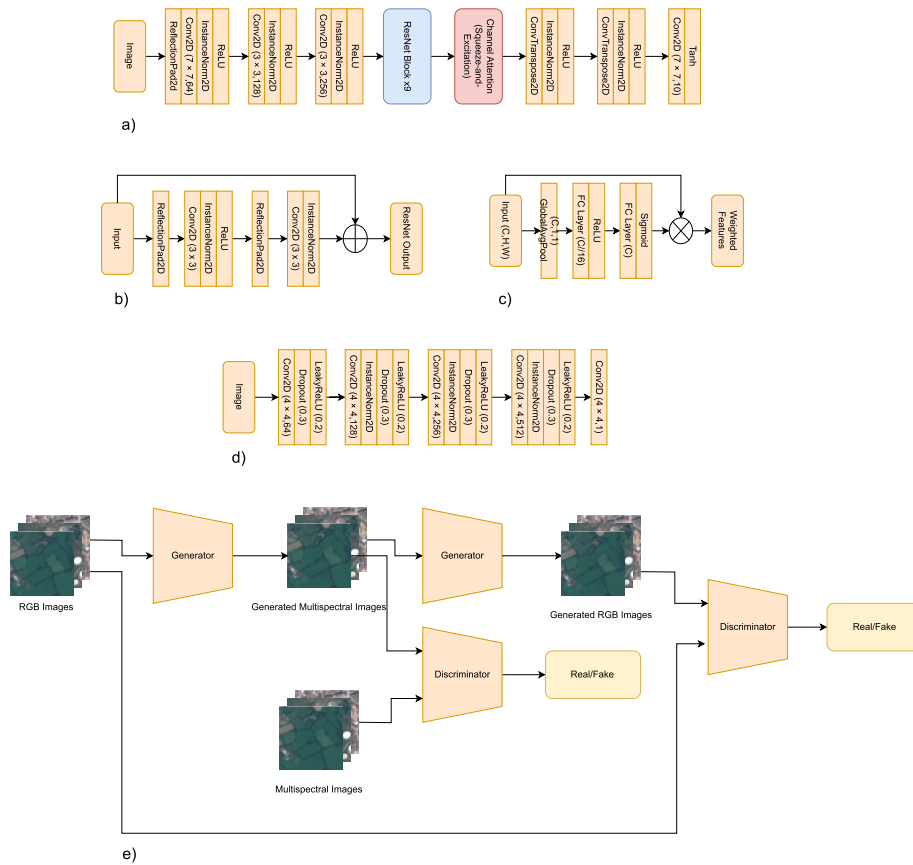 Image
ReflectionPad2d
Conv2D (7 × 7,64)
InstanceNorm2D
ReLU
Conv2D (3 × 3,128)
InstanceNorm2D
ReLU
Conv2D (3 × 3,256)
InstanceNorm2D
ReLU
ResNet Block x9
Channel Attention
(Squeeze-and-
Excitation)
ConvTranspose2D
InstanceNorm2D
ReLU
ConvTranspose2D
InstanceNorm2D
ReLU
Conv2D (7 × 7,10)
Tanh
a)
Input
ReflectionPad2D
Conv2D (3 x 3)
InstanceNorm2D
ReLU
ReflectionPad2D
Conv2D (3 x 3)
InstanceNorm2D
ResNet Output
b)
Input (C,H,W)
GlobalAvgPool
(C,1,1)
FC Layer (C//16)
ReLU
FC Layer (C)
Sigmoid
Weighted
Features
c)
Image
Conv2D (4 × 4,64)
Dropout (0.3)
LeakyReLU (0.2)
Conv2D (4 × 4,128)
InstanceNorm2D
Dropout (0.3)
LeakyReLU (0.2)
Conv2D (4 × 4,256)
InstanceNorm2D
Dropout (0.3)
LeakyReLU (0.2)
Conv2D (4 × 4,512)
InstanceNorm2D
Dropout (0.3)
LeakyReLU (0.2)
Conv2D (4 × 4,1)
d)
RGB Images
Generator
Generated Multispectral Images
Generator
Generated RGB Images
Discriminator
Real/Fake
Discriminator
Real/Fake
Multispectral Images
e)